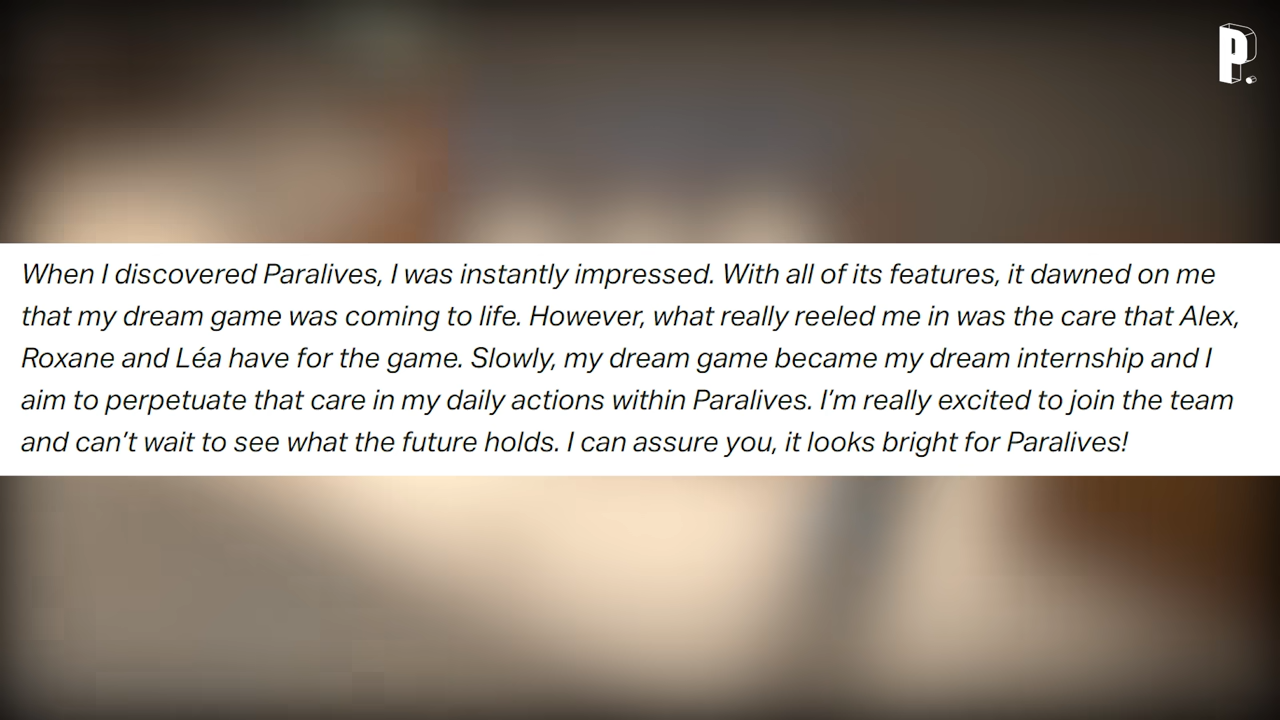 P.
When I discovered Paralives, I was instantly impressed. With all of its features, it dawned on me
that my dream game was coming to life. However, what really reeled me in was the care that Alex,
Roxane and Léa have for the game. Slowly, my dream game became my dream internship and I
aim to perpetuate that care in my daily actions within Paralives. I’m really excited to join the team
and can’t wait to see what the future holds. I can assure you, it looks bright for Paralives!